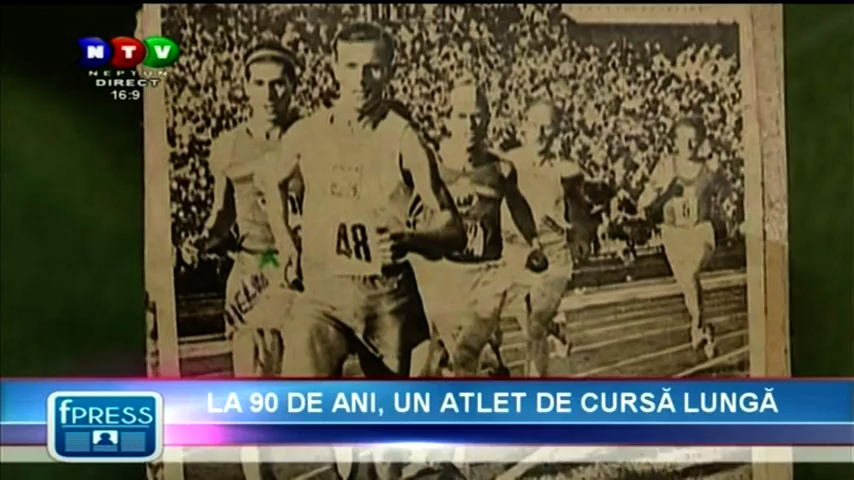 NTV
NEPTUN
DIRECT
16:9
48
fPRESS
LA 90 DE ANI, UN ATLET DE CURSĂ LUNGĂ